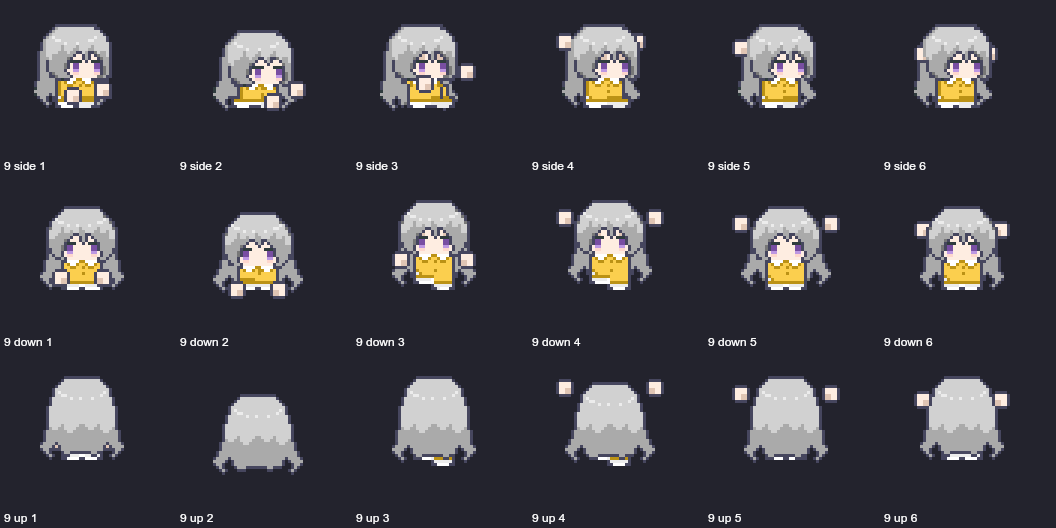 9 side 1
9 side 2
9 side 3
9 side 4
9 side 5
9 side 6
9 down 1
9 down 2
9 down 3
9 down 4
9 down 5
9 down 6
9 up 1
9 up 2
9 up 3
9 up 4
9 up 5
9 up 6